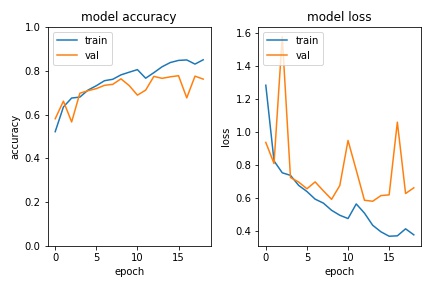 model accuracy
train
val
1.0
0.8
0.6
0.4
0.2
0.0
accuracy
0
5
10
15
epoch
model loss
train
val
1.6
1.4
1.2
1.0
0.8
0.6
0.4
loss
0
5
10
15
epoch